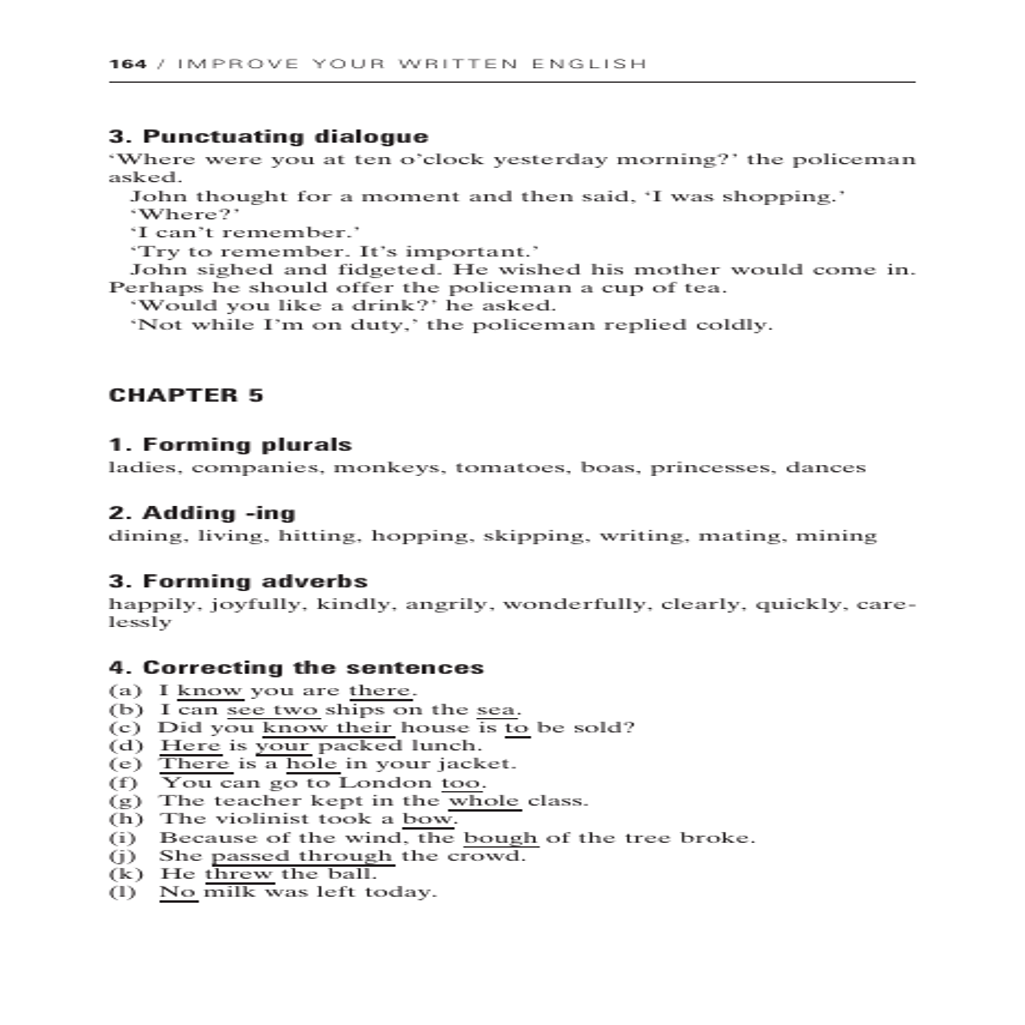 164 / IMPROVE YOUR WRITTEN ENGLISH
3. Punctuating dialogue
‘Where were you at ten o’clock yesterday morning?’ the policeman
asked.
John thought for a moment and then said, ‘I was shopping.’
‘Where?’
‘I can’t remember.’
‘Try to remember. It’s important.’
John sighed and fidgeted. He wished his mother would come in.
Perhaps he should offer the policeman a cup of tea.
‘Would you like a drink?’ he asked.
‘Not while I’m on duty,’ the policeman replied coldly.
CHAPTER 5
1. Forming plurals
ladies, companies, monkeys, tomatoes, boas, princesses, dances
2. Adding -ing
dining, living, hitting, hopping, skipping, writing, mating, mining
3. Forming adverbs
happily, joyfully, kindly, angrily, wonderfully, clearly, quickly, care-
lessly
4. Correcting the sentences
(a) I know you are there.
(b) I can see two ships on the sea.
(c) Did you know their house is to be sold?
(d) Here is your packed lunch.
(e) There is a hole in your jacket.
(f) You can go to London too.
(g) The teacher kept in the whole class.
(h) The violinist took a bow.
(i) Because of the wind, the bough of the tree broke.
(j) She passed through the crowd.
(k) He threw the ball.
(l) No milk was left today.